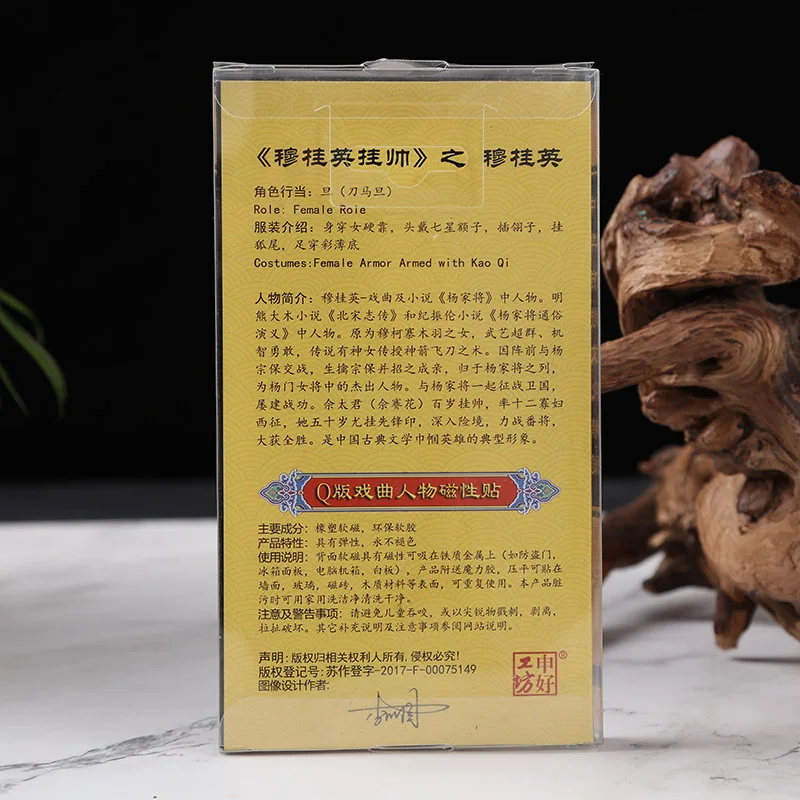 《穆桂英挂帅》之 穆桂英
角色行当：旦（刀马旦）
Role: Female Roie
服装介绍：身穿女硬靠，头戴七星额子，插翎子，挂
狐尾，足穿彩薄底
Costumes:Female Armor Armed with Kao Qi
人物简介：穆桂英-戏曲及小说《杨家将》中人物。明
熊大木小说《北宋志传》和纪振伦小说《杨家将通俗
演义》中人物。原为穆柯寨木羽之女，武艺超群、机
智勇敢，传说有神女传授神箭飞刀之术。因阵前与杨
宗保交战，生擒宗保并招之成亲，归于杨家将之列，
为杨门女将中的杰出人物。与杨家将一起征战卫国，
屡建战功。佘太君（佘赛花）百岁挂帅，率十二寡妇
西征，她五十岁尤挂先锋印，深入险境，力战番将，
大获全胜。是中国古典文学巾帼英雄的典型形象。
Q版戏曲人物磁性贴
主要成分：橡塑软磁，环保软胶
产品特性：具有弹性，永不褪色
使用说明：背面软磁具有磁性可吸在铁质金属上（如防盗门，
冰箱面板，电脑机箱，白板），产品附送魔力胶，压平可贴在
墙面，玻璃，磁砖，木质材料等表面，可重复使用。本产品脏
污时可用家用洗洁净清洗干净。
注意及警告事项：请避免儿童吞咬，或以尖锐物戳刺，剥离，
拉扯破坏。其它补充说明及注意事项参阅网站说明。
声明：版权归相关权利人所有,侵权必究！
版权登记号：苏作登字-2017-F-00075149
图像设计作者：
申好工坊®